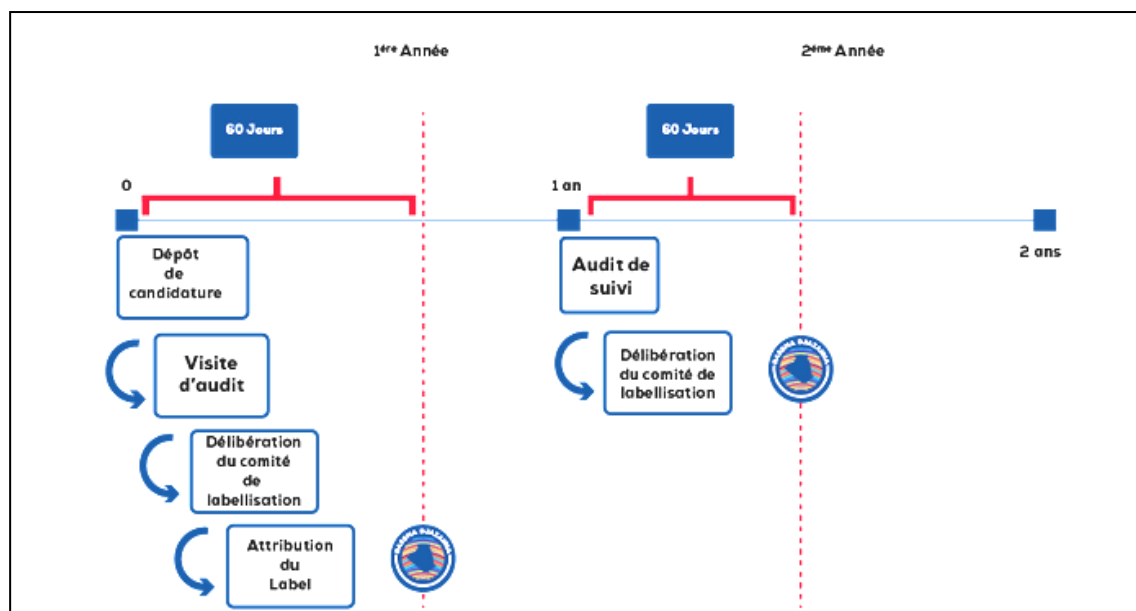 1ère Année
2ème Année
60 Jours
60 Jours
0
1 an
2 ans
Dépôt
de
candidature
Audit de
suivi
Visite
d'audit
Délibération
du comité de
labellisation
Délibération
du comité
de
labellisation
Attribution
du
Label